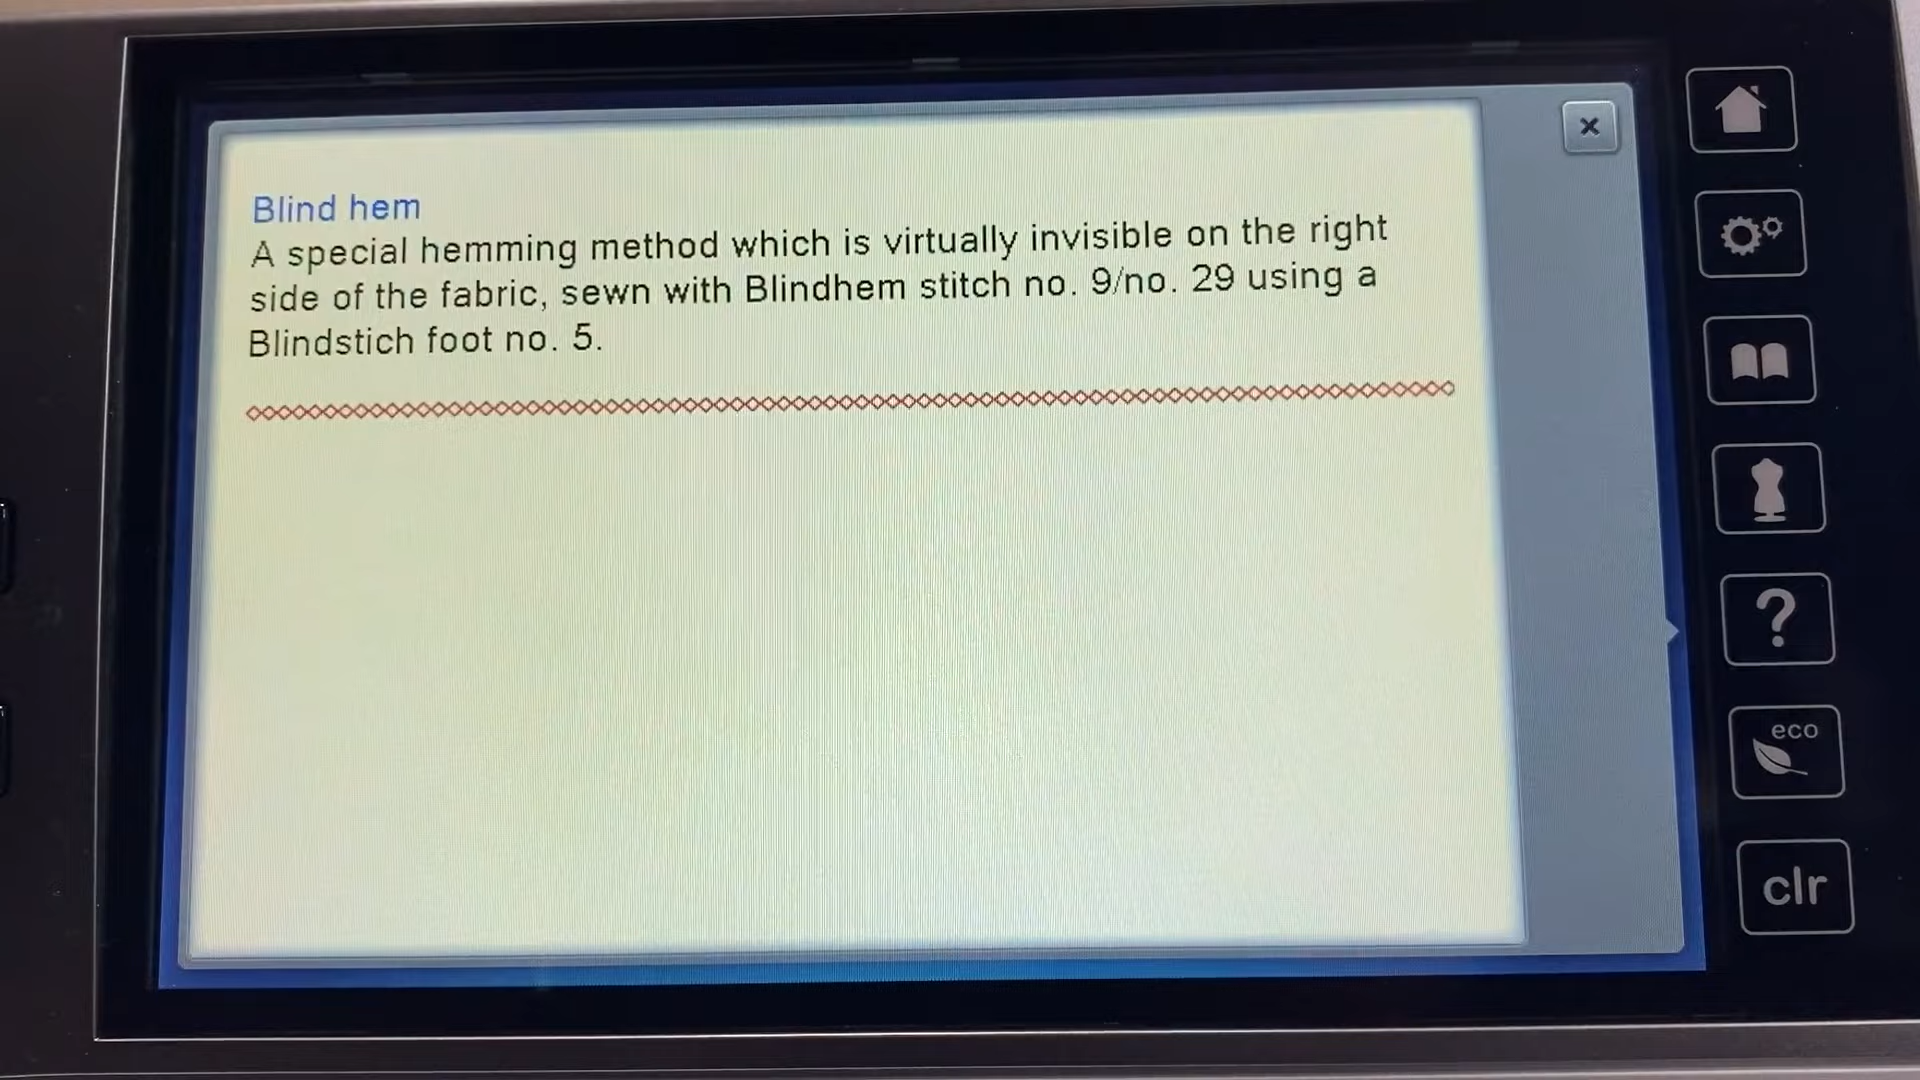 Blind hem
A special hemming method which is virtually invisible on the right
side of the fabric, sewn with Blindhem stitch no. 9/no. 29 using a
Blindstich foot no. 5.
?
eco
clr